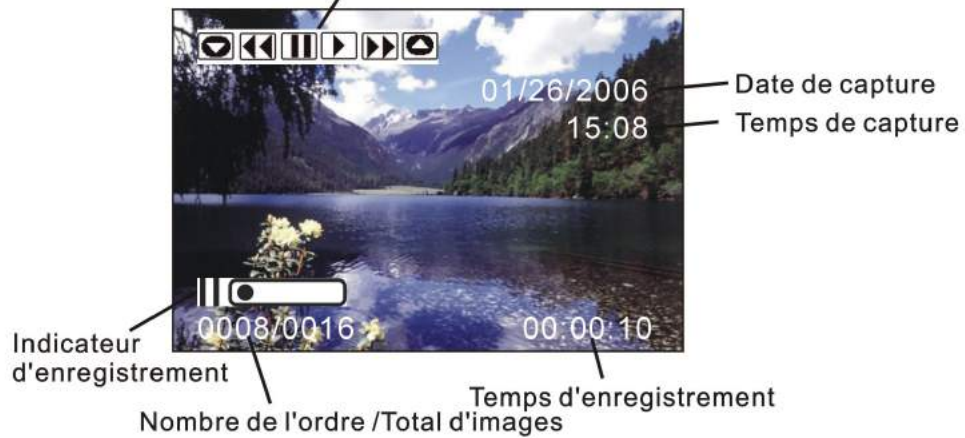 01/26/2006
Date de capture
15:08
Temps de capture
0008/0016
00:00:10
Indicateur
d'enregistrement
Temps d'enregistrement
Nombre de l'ordre /Total d'images